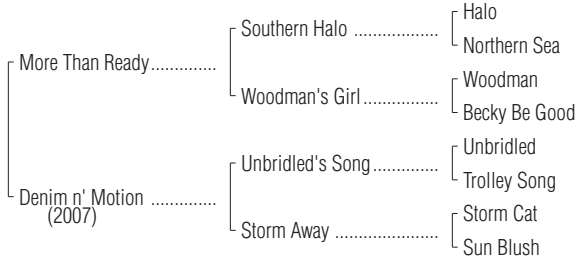 Halo
Southern Halo ..................
Northern Sea
More Than Ready..............
Woodman
Woodman's Girl ................
Becky Be Good
Unbridled
Unbridled's Song..............
Trolley Song
Denim n' Motion ..............
(2007)
Storm Cat
Storm Away ......................
Sun Blush